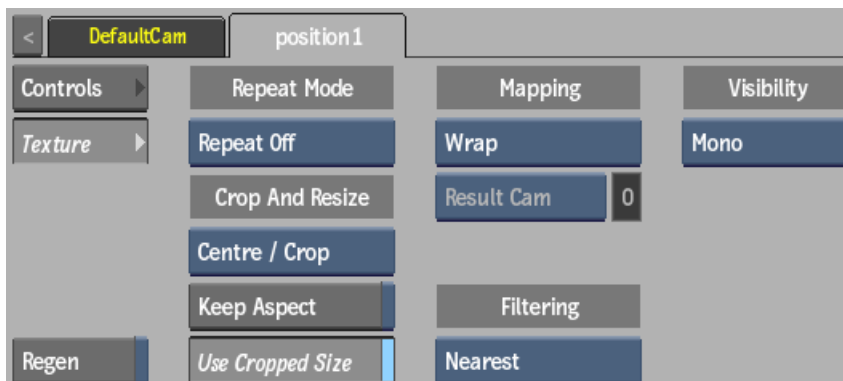 < DefaultCam position1
Controls Repeat Mode Mapping Visibility
Texture Repeat Off Wrap Mono
Crop And Resize Result Cam 0
Centre / Crop
Keep Aspect Filtering
Regen Use Cropped Size Nearest